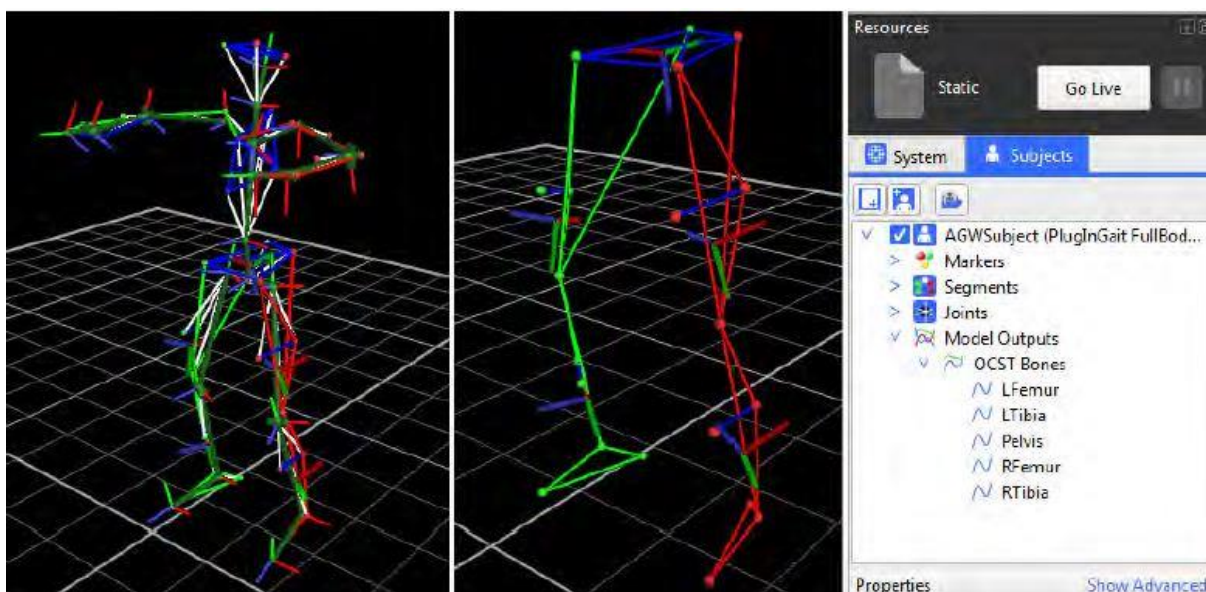 Resources
Static
Go Live
System
Subjects
AGWSubject (PlugInGait FullBod...
Markers
Segments
Joints
Model Outputs
OCST Bones
LFemur
LTibia
Pelvis
RFemur
RTibia
Properties
Show Advanced